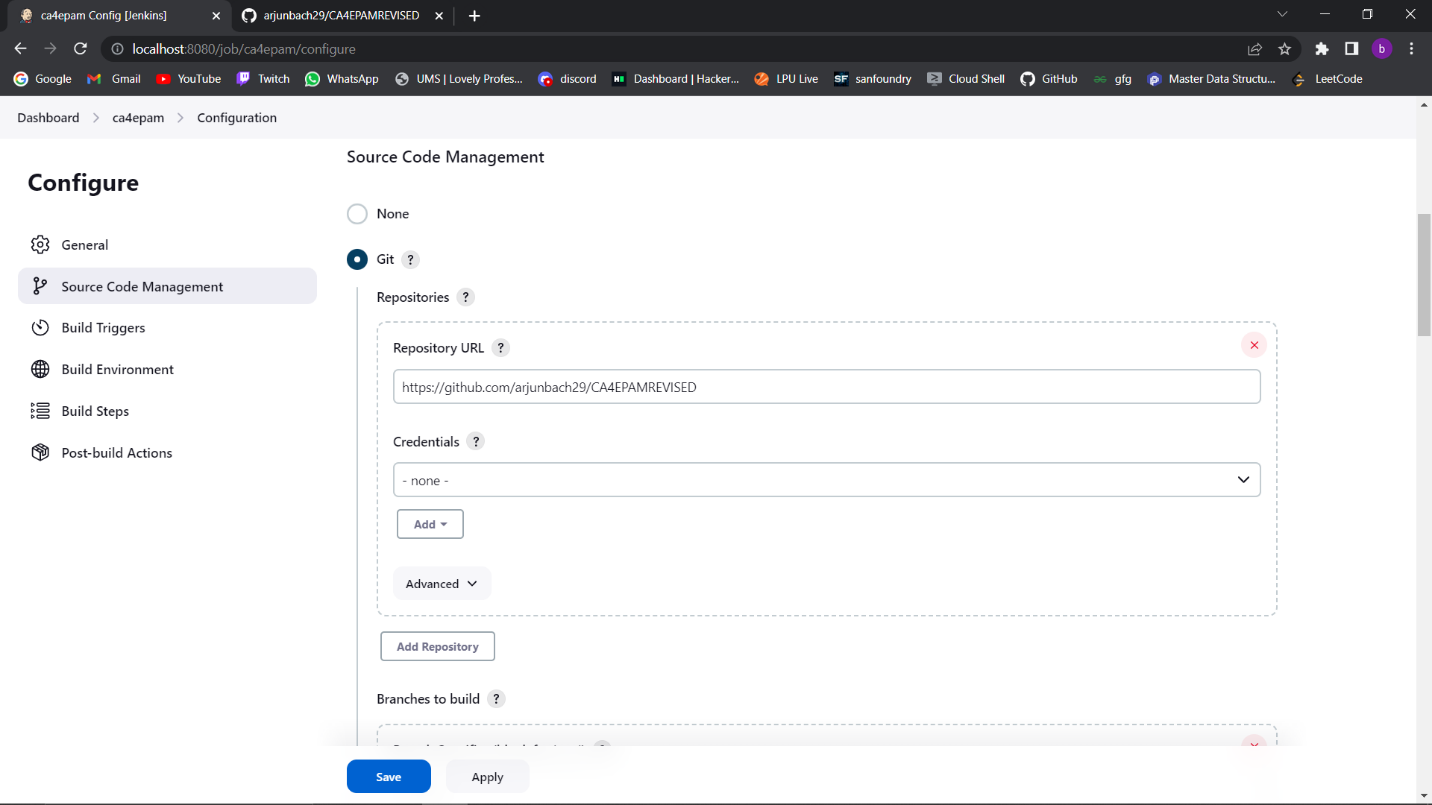 ca4epam Config [Jenkins]
arjunbach29/CA4EPAMREVISED
localhost:8080/job/ca4epam/configure
b
Google
Gmail
YouTube
Twitch
WhatsApp
UMS | Lovely Profes...
discord
Dashboard | Hacker...
LPU Live
SF sanfoundry
Cloud Shell
GitHub
gfg
Master Data Structu...
LeetCode
Dashboard > ca4epam > Configuration
Configure
General
Source Code Management
Build Triggers
Build Environment
Build Steps
Post-build Actions
Source Code Management
None
Git ?
Repositories ?
Repository URL ?
https://github.com/arjunbach29/CA4EPAMREVISED
Credentials ?
- none -
Add
Advanced
Add Repository
Branches to build ?
Save
Apply